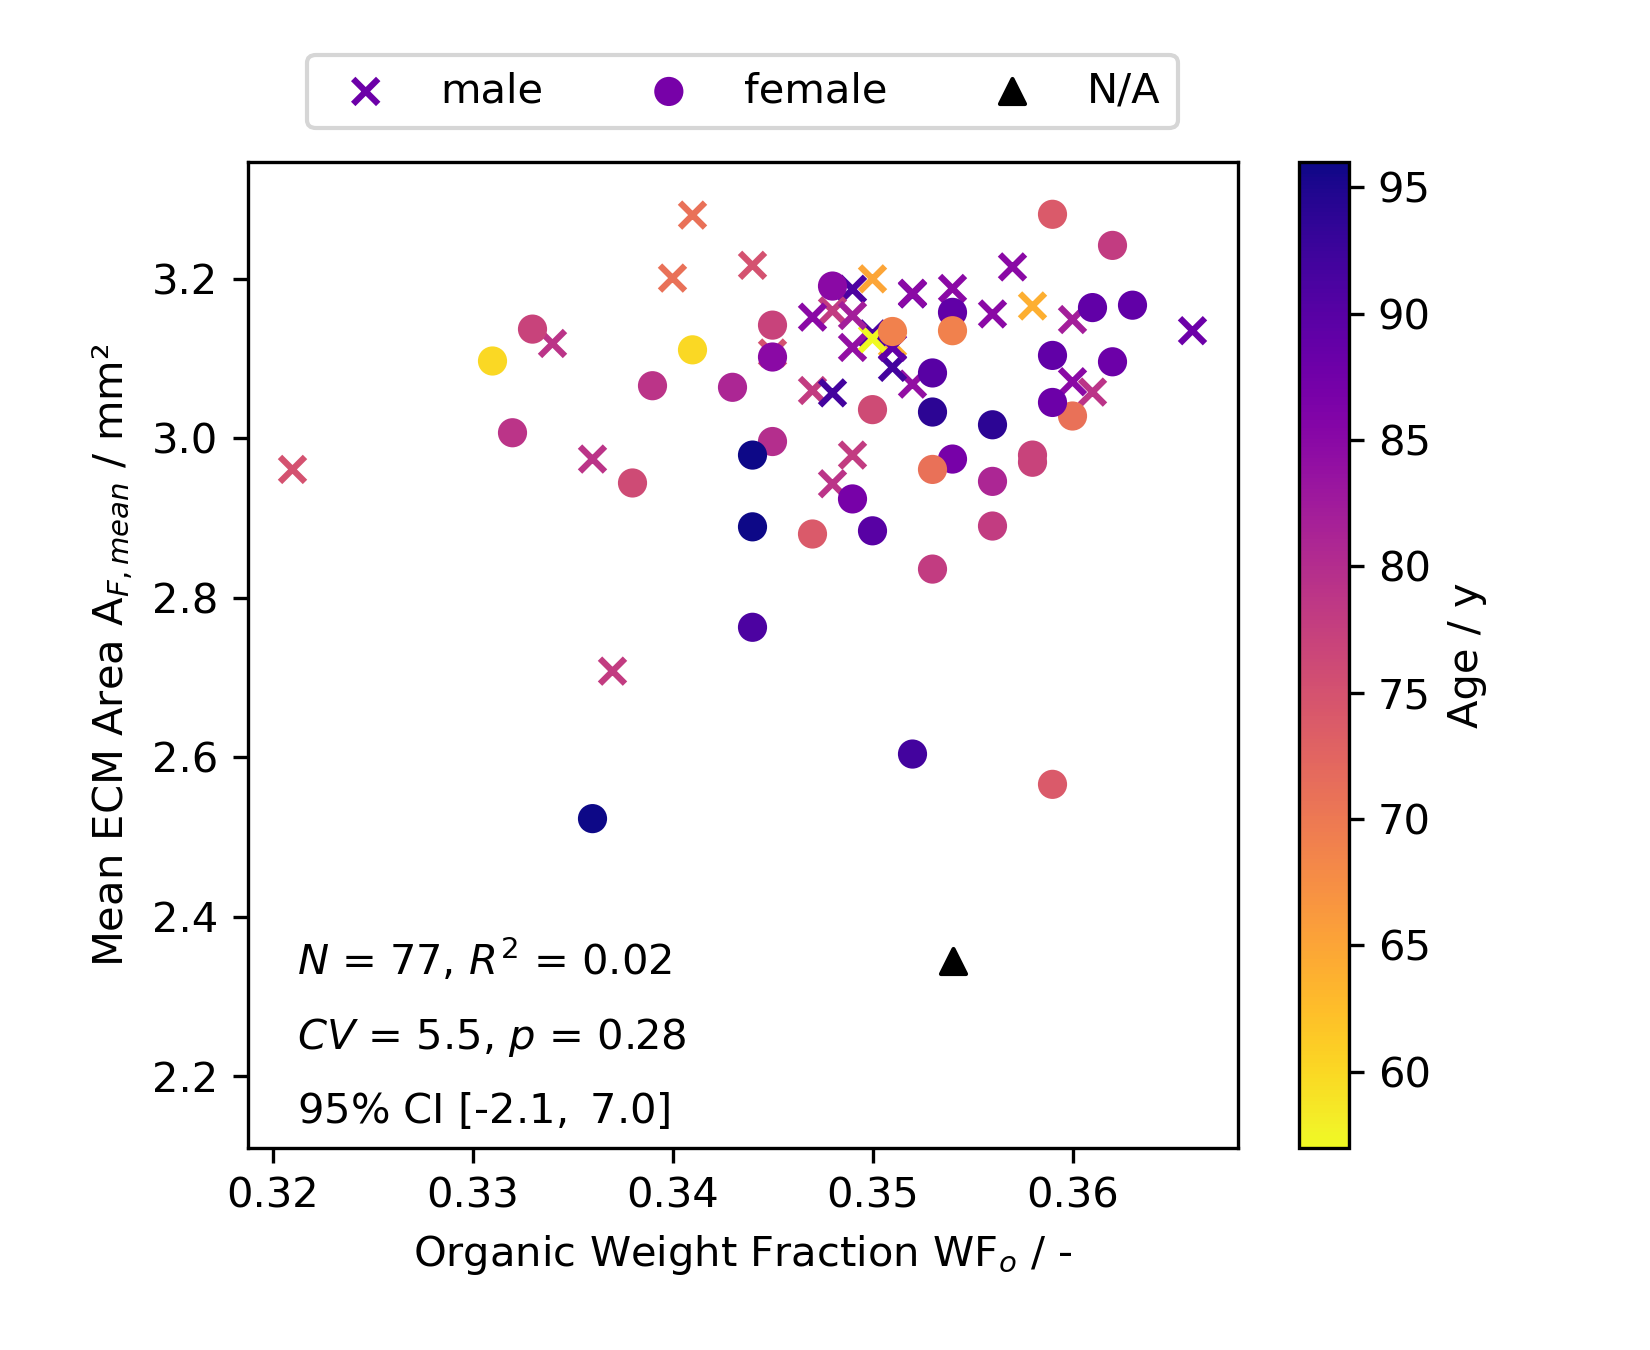 male female N/A
Mean ECM Area A_F,mean / mm²
3.2
3.0
2.8
2.6
2.4
2.2
N = 77, R² = 0.02
CV = 5.5, p = 0.28
95% CI [-2.1, 7.0]
0.32 0.33 0.34 0.35 0.36
Organic Weight Fraction WFₒ / -
95
90
85
80
75
70
65
60
Age / y